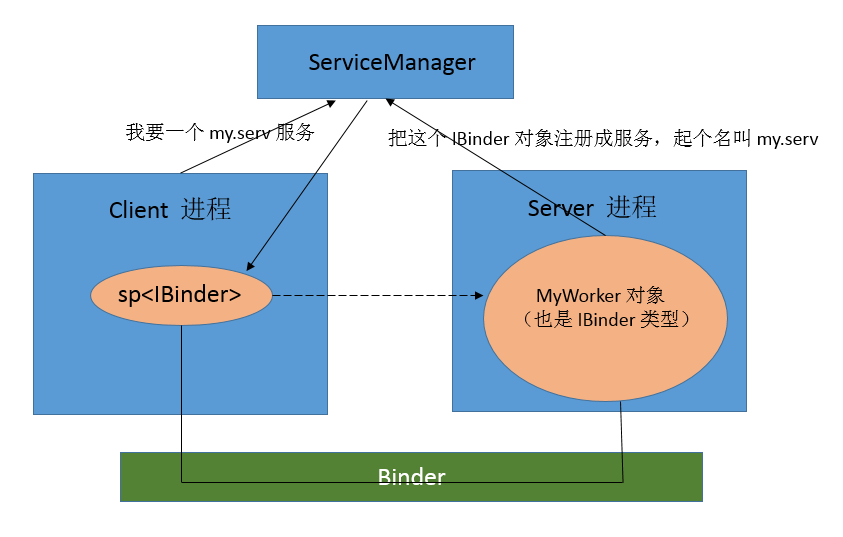 ServiceManager
我要一个 my.serv 服务
把这个 IBinder 对象注册成服务，起个名叫 my.serv
Client 进程
Server 进程
sp<IBinder>
MyWorker 对象
（也是 IBinder 类型）
Binder